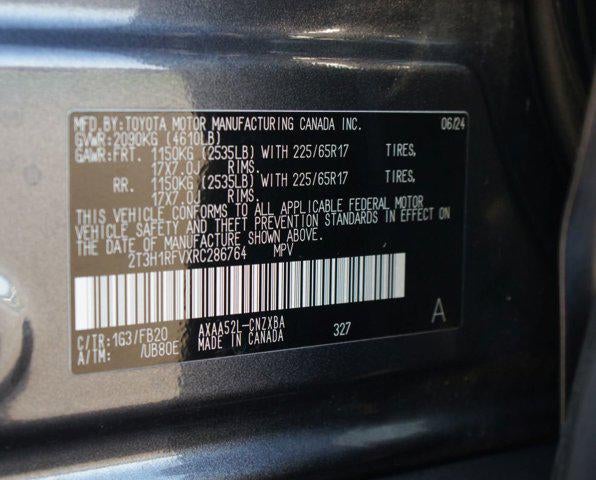 MFD.BY:TOYOTA MOTOR MANUFACTURING CANADA INC. 06/24
GVWR:2090KG (4610LB)
GAWR:FRT. 1150KG (2535LB) WITH 225/65R17 TIRES,
17X7.0J RIMS.
RR. 1150KG (2535LB) WITH 225/65R17 TIRES,
17X7.0J RIMS.
THIS VEHICLE CONFORMS TO ALL APPLICABLE FEDERAL MOTOR
VEHICLE SAFETY AND THEFT PREVENTION STANDARDS IN EFFECT ON
THE DATE OF MANUFACTURE SHOWN ABOVE.
2T3H1RFVXRC286764 MPV
C/TR:1G3/FB20 AXAA52L-CNZXBA 327 A
A/TM: /UB80E MADE IN CANADA